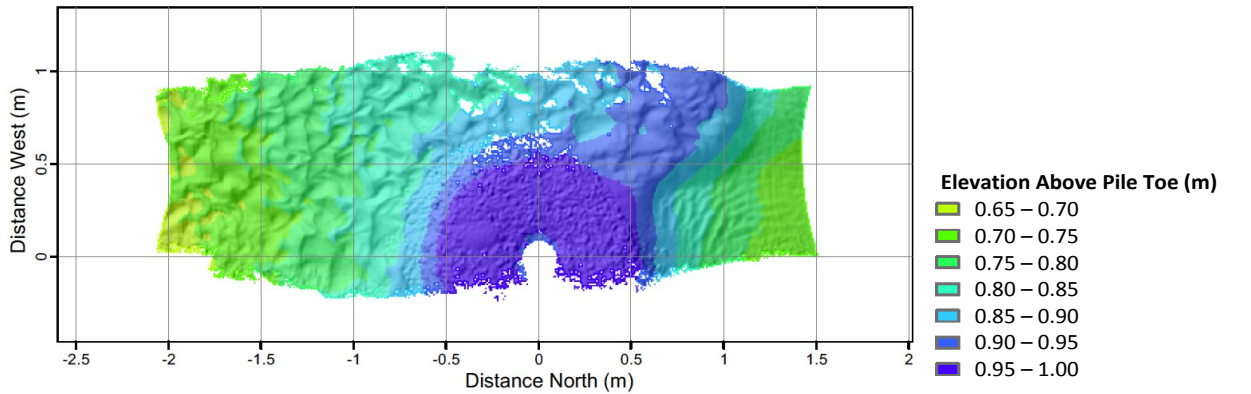 1
0.5
0
Distance West (m)
-2.5 -2 -1.5 -1 -0.5 0 0.5 1 1.5 2
Distance North (m)
Elevation Above Pile Toe (m)
0.65 – 0.70
0.70 – 0.75
0.75 – 0.80
0.80 – 0.85
0.85 – 0.90
0.90 – 0.95
0.95 – 1.00